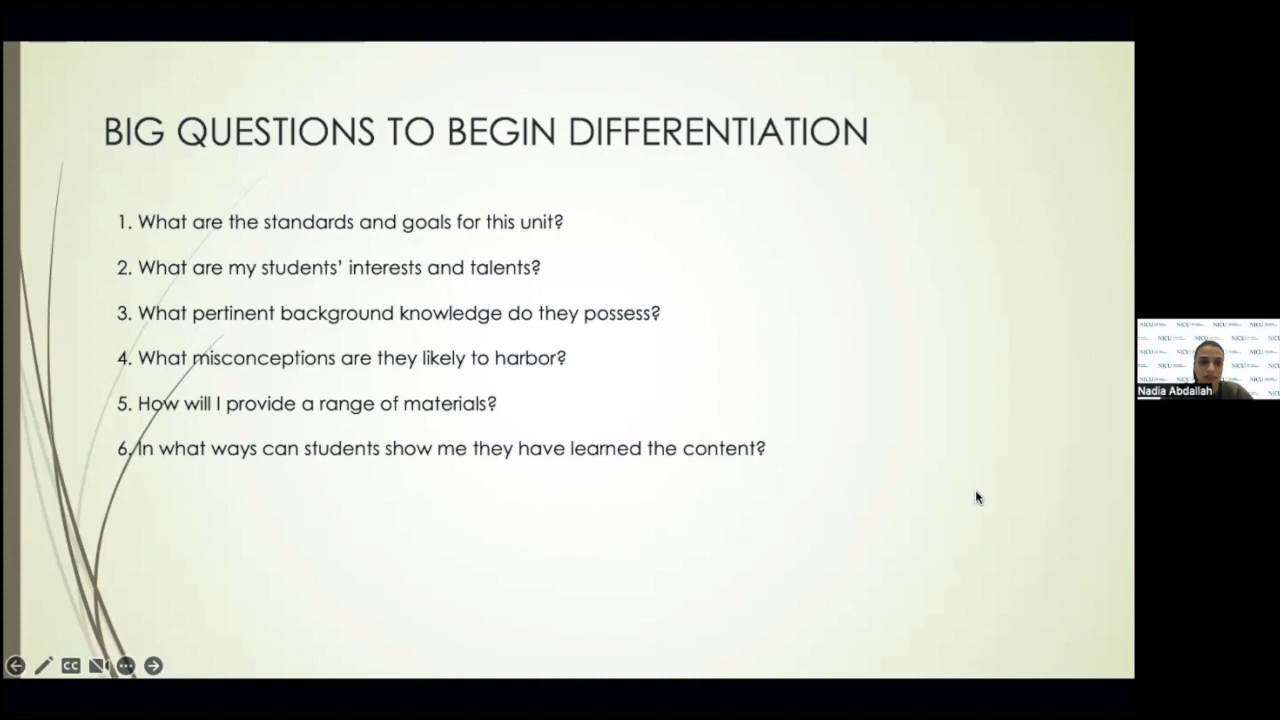 BIG QUESTIONS TO BEGIN DIFFERENTIATION
1. What are the standards and goals for this unit?
2. What are my students’ interests and talents?
3. What pertinent background knowledge do they possess?
4. What misconceptions are they likely to harbor?
5. How will I provide a range of materials?
6. In what ways can students show me they have learned the content?
CC
Nadia Abdallah